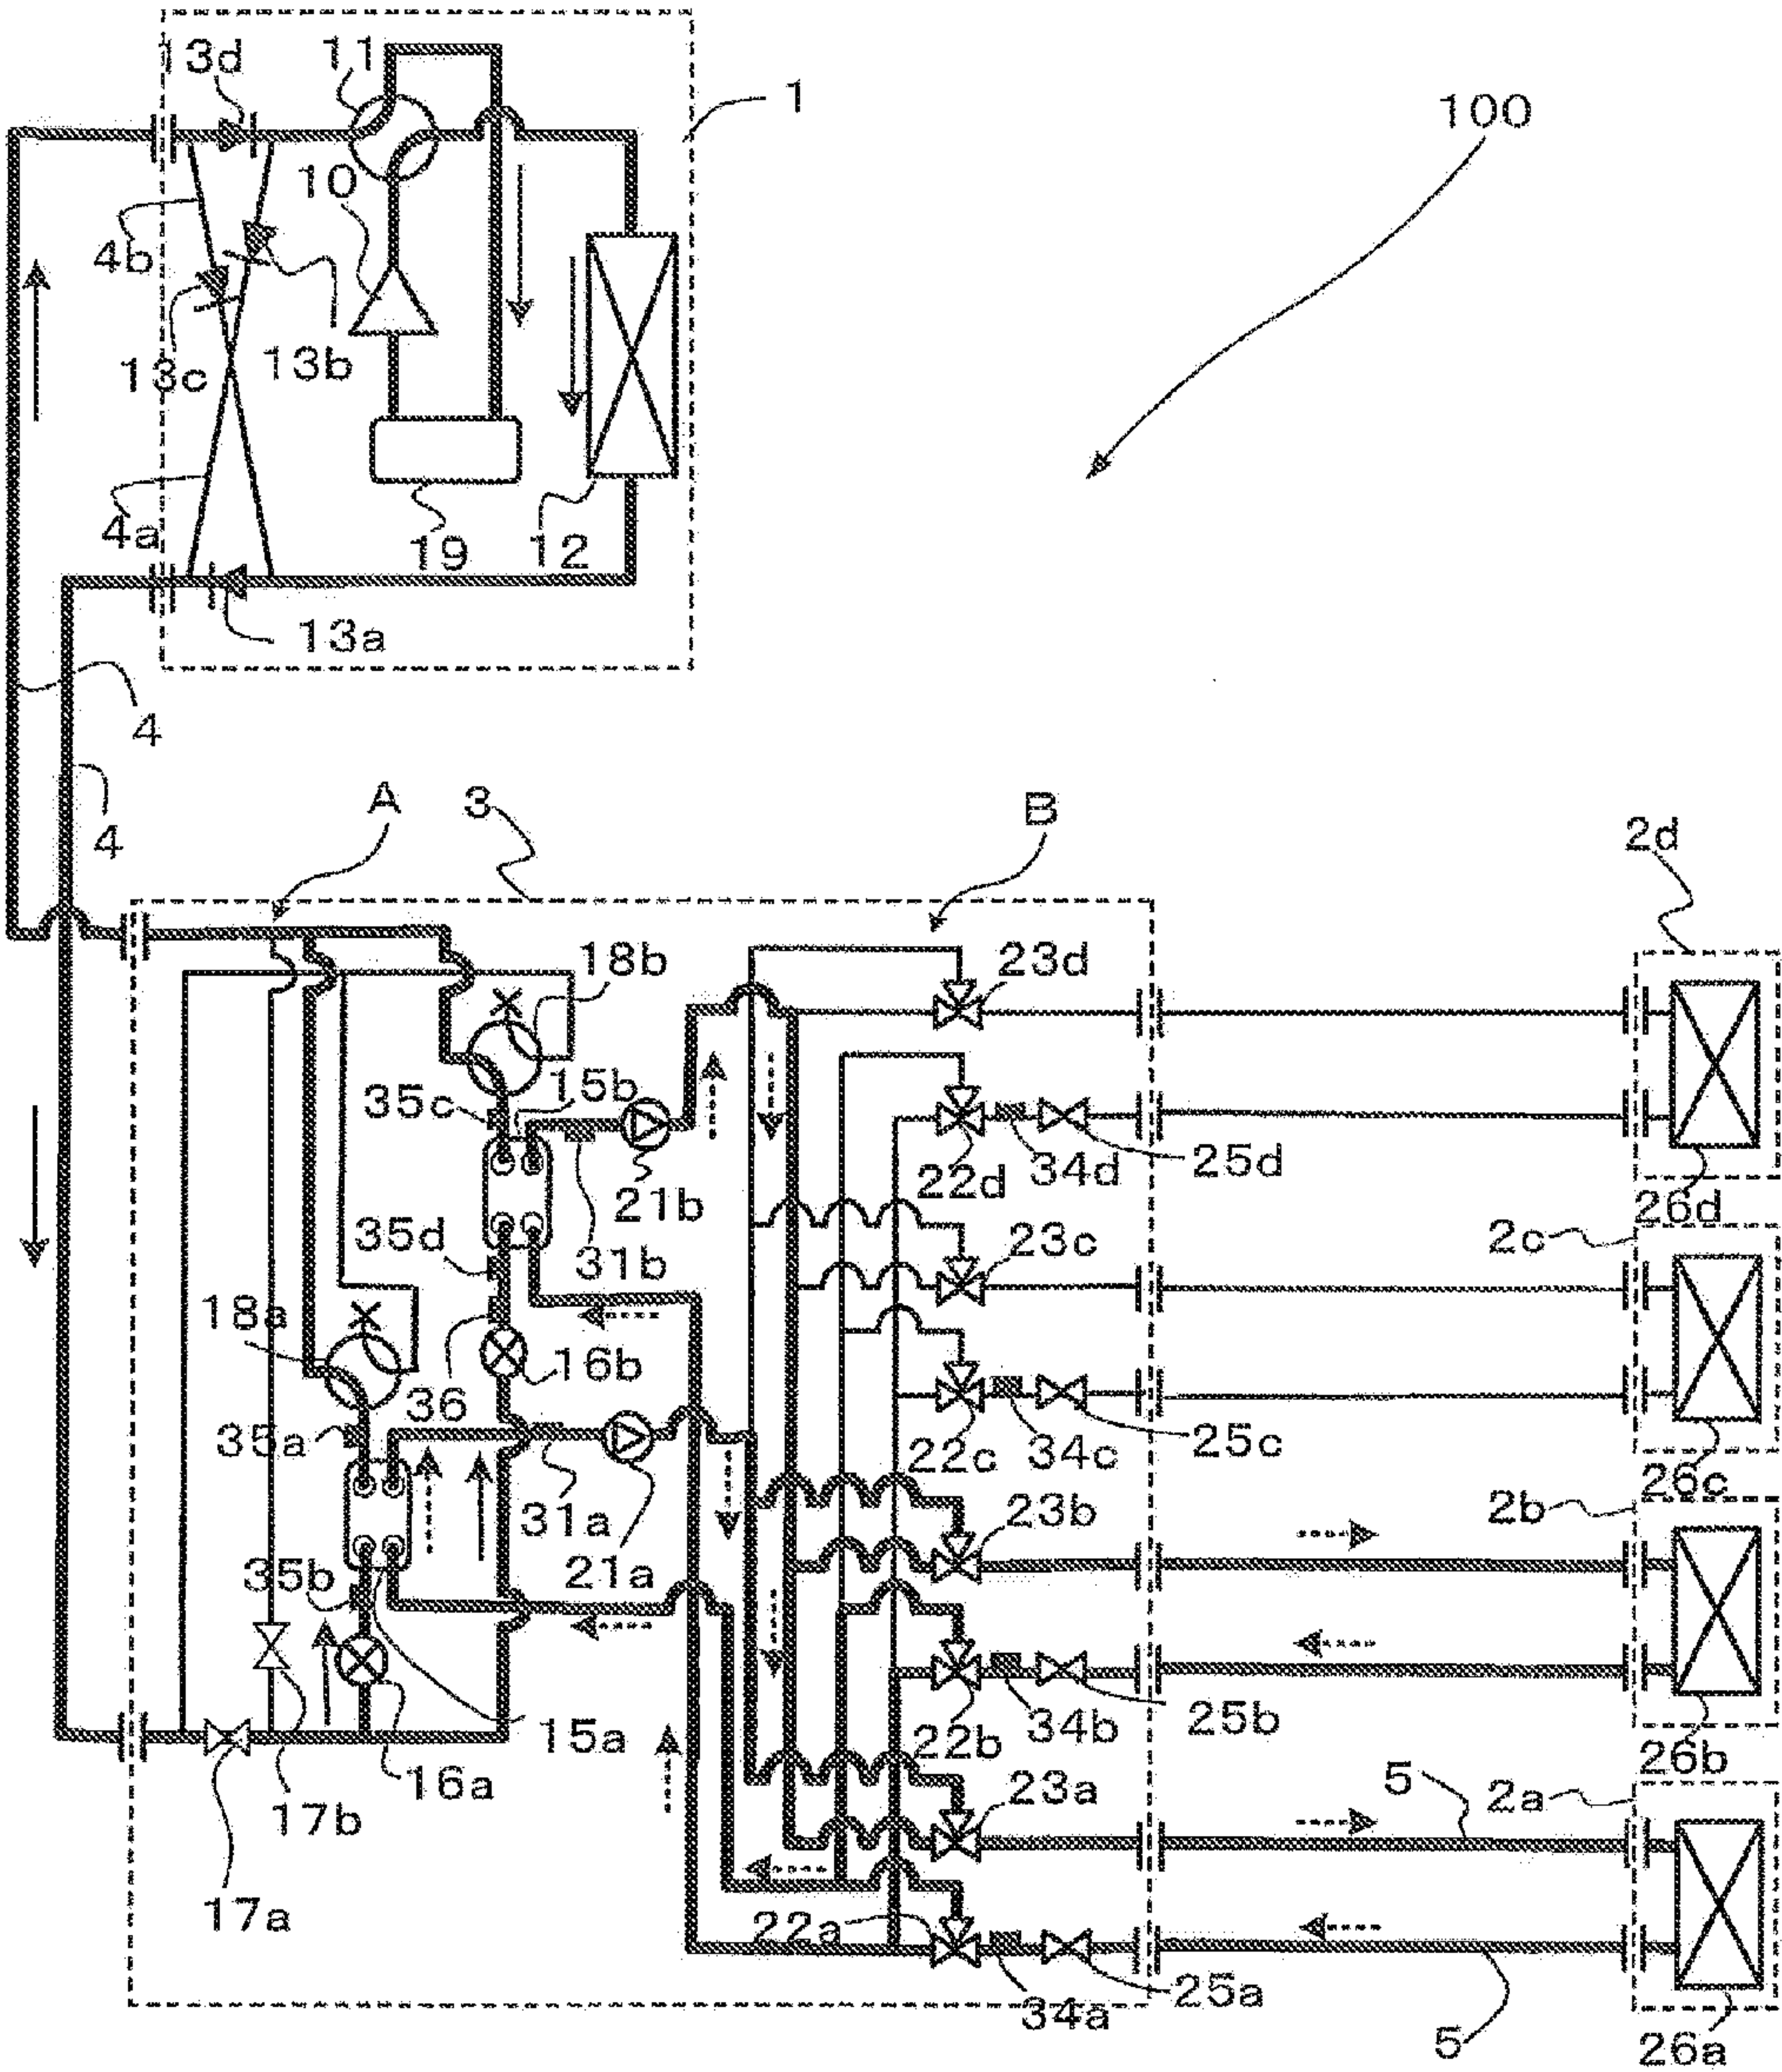 13d 11 1 100
10
4b
13c 13b
4a 19 12
13a
4
4
A 3 B 2d
18b 23d
35c 15b
21b 22d 34d 25d 26d
35d 31b 23c 2c
18a
16b
36
35a 22c 34c 25c 26c
31a 23b 2b
35b 21a
15a 22b 34b 25b
16a 26b
17b 23a 5 2a
17a 22a
34a 25a
5 26a